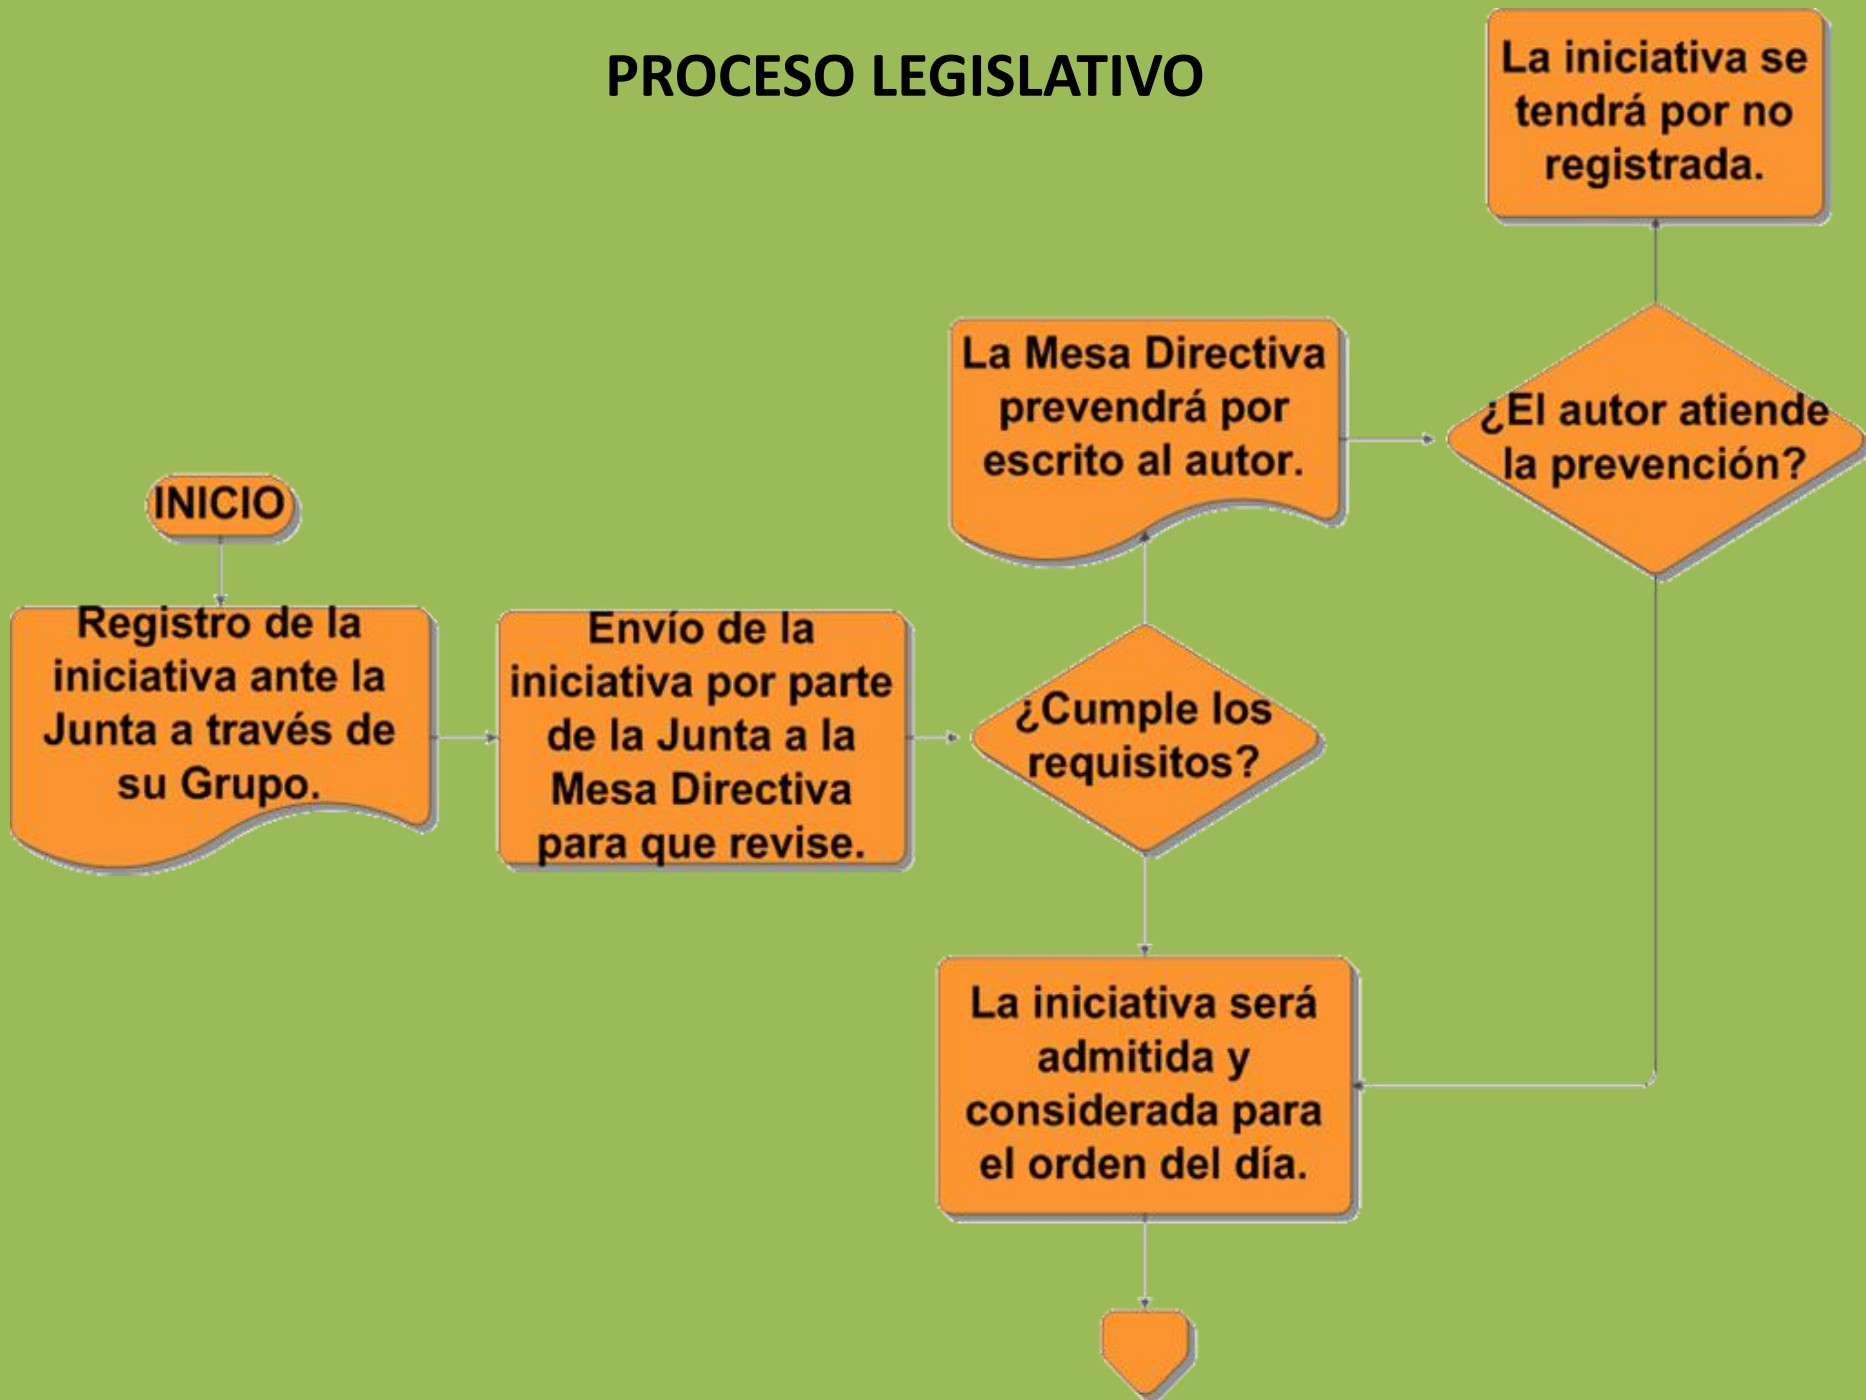 PROCESO LEGISLATIVO
INICIO
Registro de la
iniciativa ante la
Junta a través de
su Grupo.
Envío de la
iniciativa por parte
de la Junta a la
Mesa Directiva
para que revise.
¿Cumple los
requisitos?
La Mesa Directiva
prevendrá por
escrito al autor.
¿El autor atiende
la prevención?
La iniciativa se
tendrá por no
registrada.
La iniciativa será
admitida y
considerada para
el orden del día.